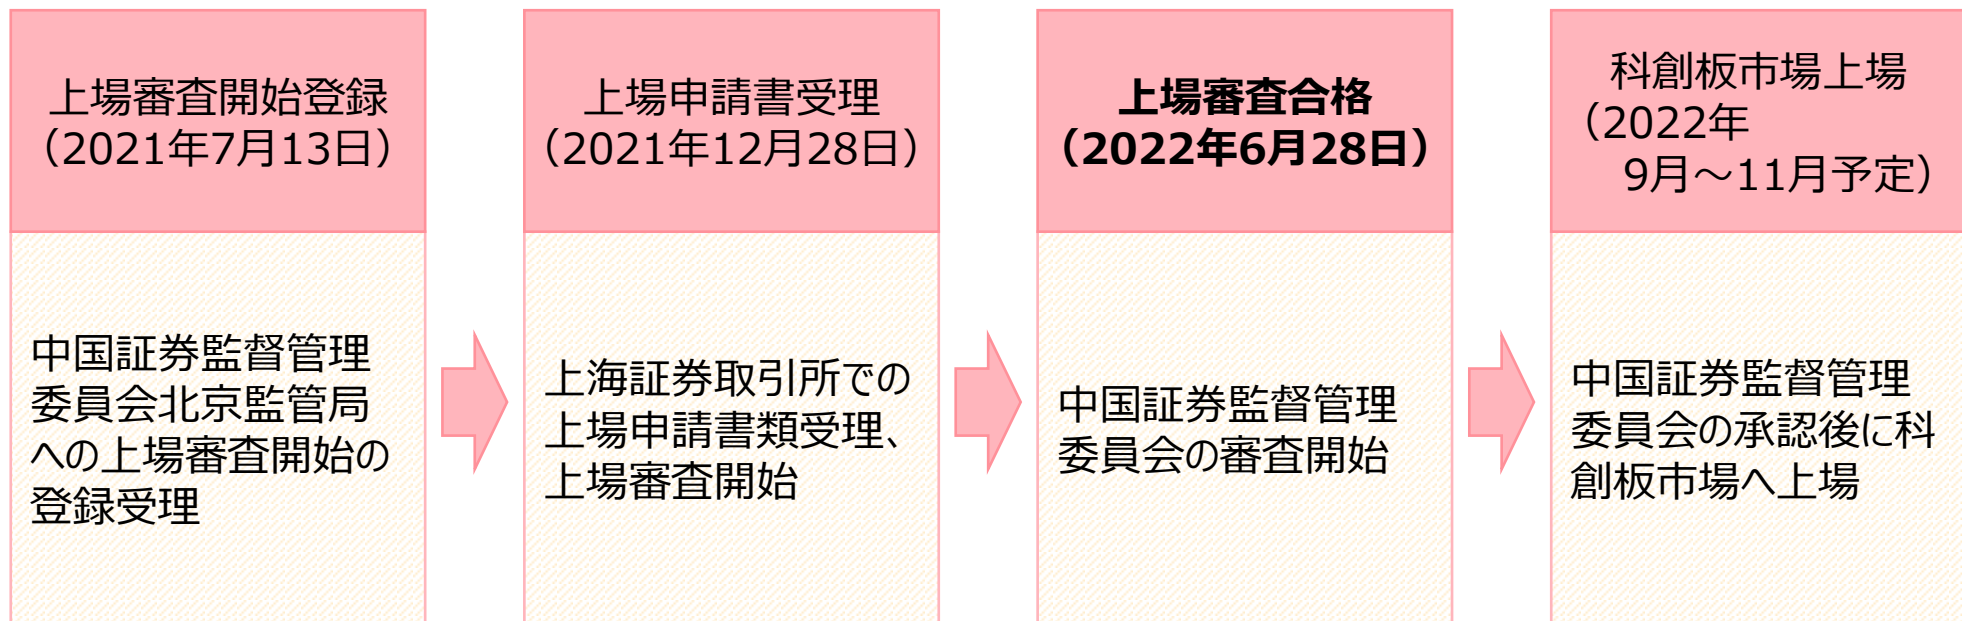 上場審査開始登録
（2021年7月13日）
中国証券監督管理
委員会北京監管局
への上場審査開始の
登録受理
上場申請書受理
（2021年12月28日）
上海証券取引所での
上場申請書類受理、
上場審査開始
上場審査合格
（2022年6月28日）
中国証券監督管理
委員会の審査開始
科創板市場上場
（2022年
9月～11月予定）
中国証券監督管理
委員会の承認後に科
創板市場へ上場